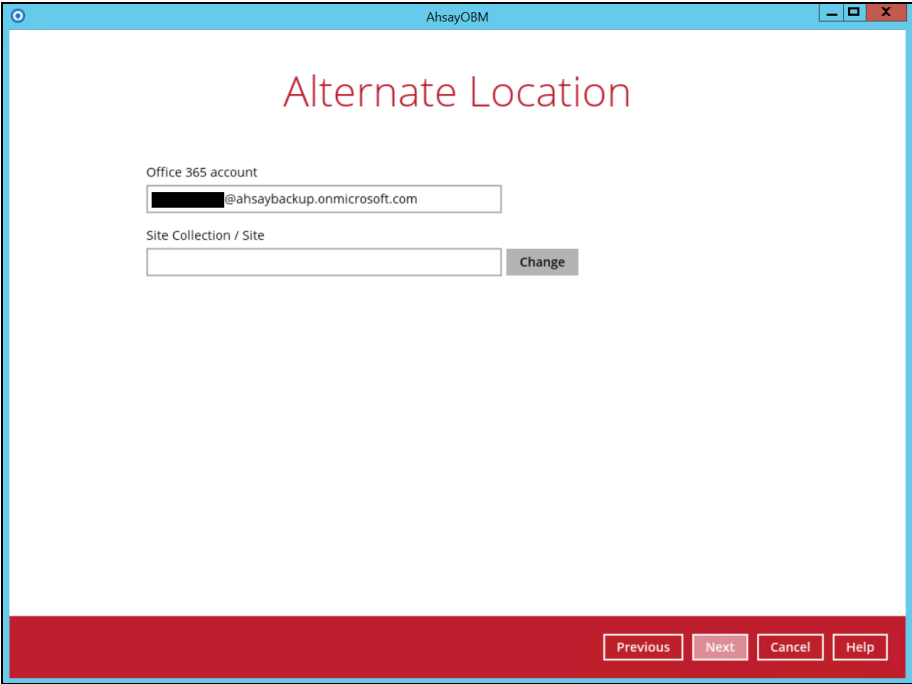 AhsayOBM
X
Alternate Location
Office 365 account
@ahsaybackup.onmicrosoft.com
Site Collection / Site
Change
Previous Next Cancel Help